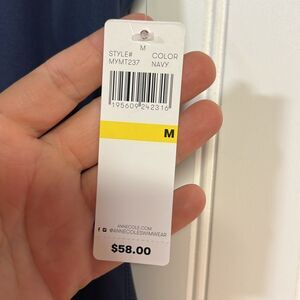 M
STYLE# COLOR
MYMT237 NAVY
195609 242316
M
ANNECOLE.COM
@ANNECOLESWIMWEAR
$58.00